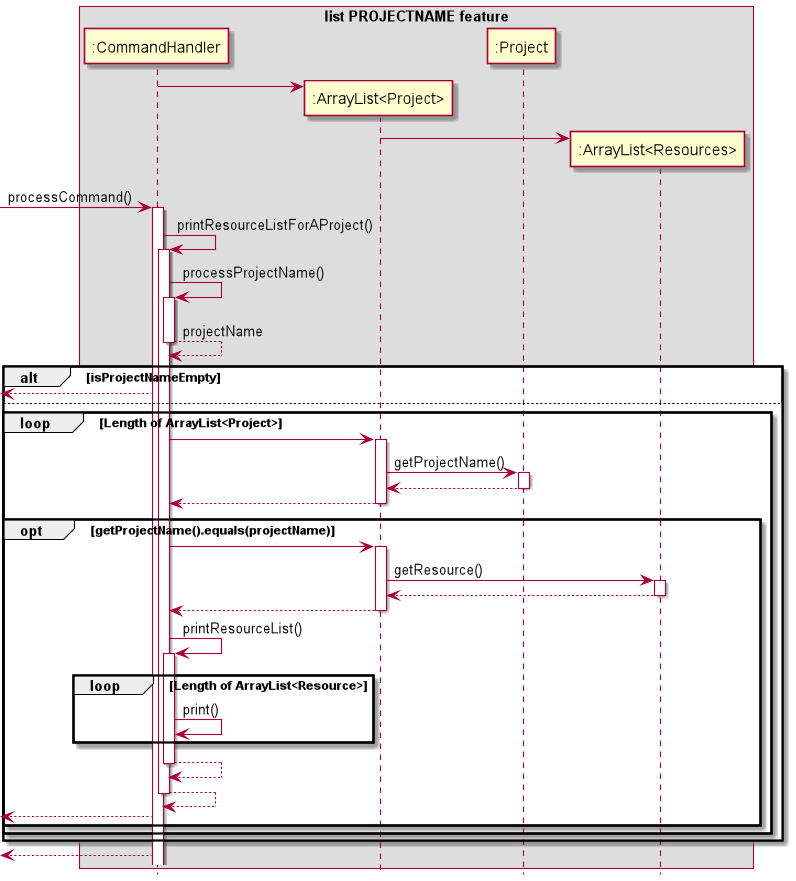 list PROJECTNAME feature
:CommandHandler
:Project
:ArrayList<Project>
:ArrayList<Resources>
processCommand()
printResourceListForAProject()
processProjectName()
projectName
alt [isProjectNameEmpty]
loop [Length of ArrayList<Project>]
getProjectName()
opt [getProjectName().equals(projectName)]
getResource()
printResourceList()
loop [Length of ArrayList<Resource>]
print()